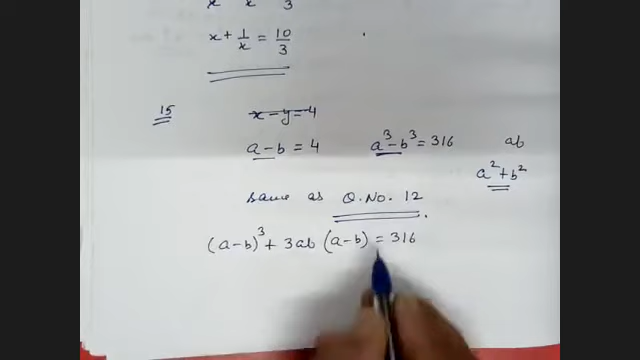 x x 3
x + 1/x = 10/3
15 x - y = 4
a - b = 4 a³ - b³ = 316 ab
a² + b²
same as Q. No. 12.
(a-b)³ + 3ab (a-b) = 316